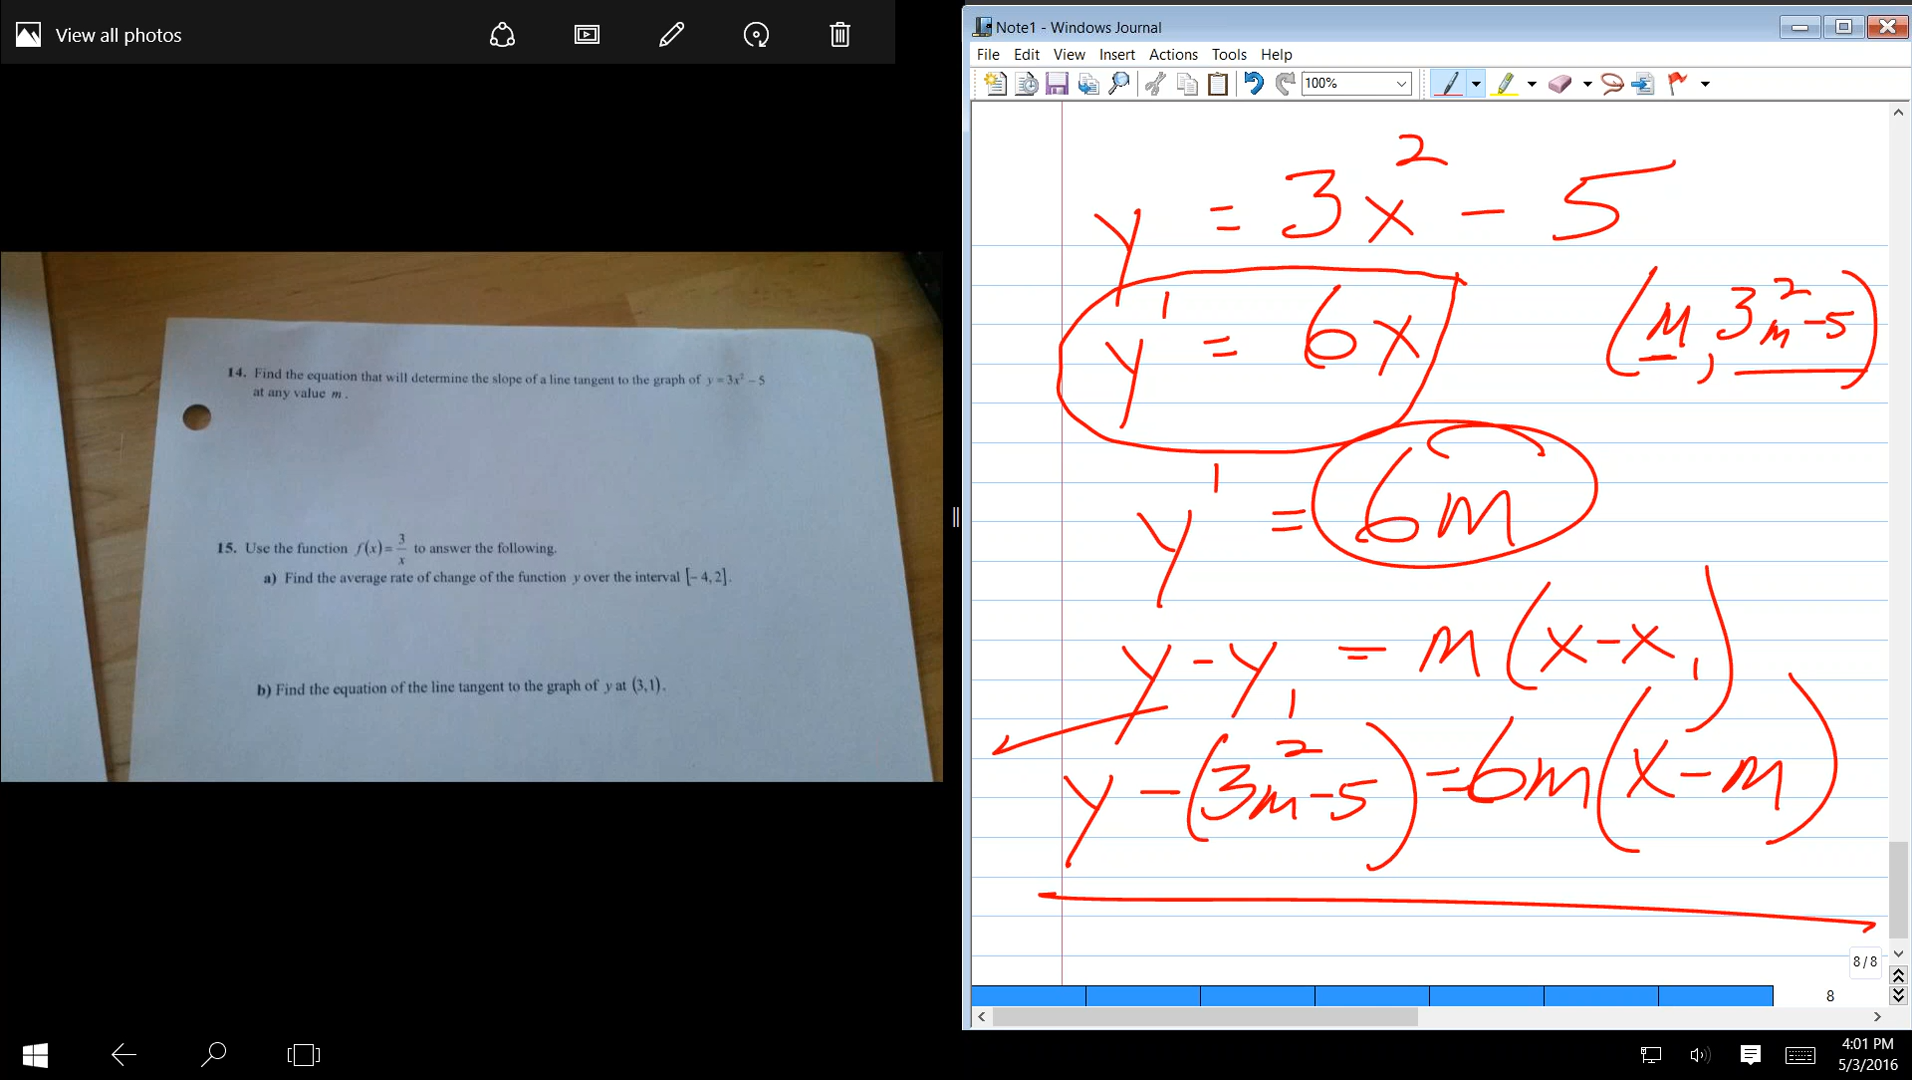 View all photos
14. Find the equation that will determine the slope of a line tangent to the graph of y = 3x² − 5
at any value m.
15. Use the function f(x) = 3/x to answer the following.
a) Find the average rate of change of the function y over the interval [− 4, 2].
b) Find the equation of the line tangent to the graph of y at (3,1).
Note1 - Windows Journal
File Edit View Insert Actions Tools Help
100%
y = 3x² − 5
y' = 6x
(m, 3m² − 5)
y' = 6m
y − y₁ = m(x − x₁)
y − (3m² − 5) = 6m(x − m)
8 / 8
8
4:01 PM
5/3/2016